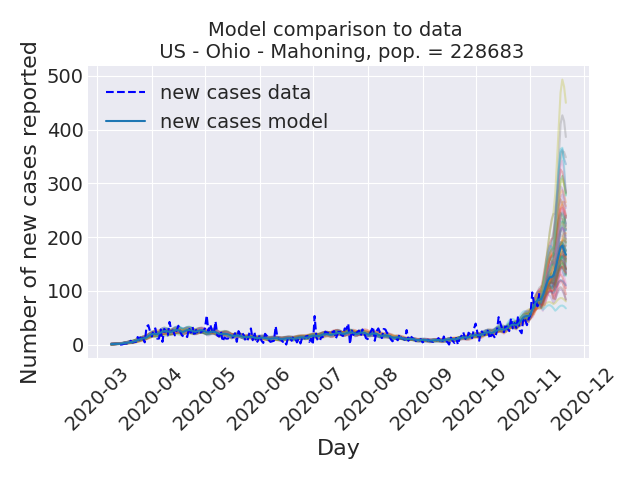 Model comparison to data
US - Ohio - Mahoning, pop. = 228683
Number of new cases reported
500
400
300
200
100
0
new cases data
new cases model
2020-03
2020-04
2020-05
2020-06
2020-07
2020-08
2020-09
2020-10
2020-11
2020-12
Day